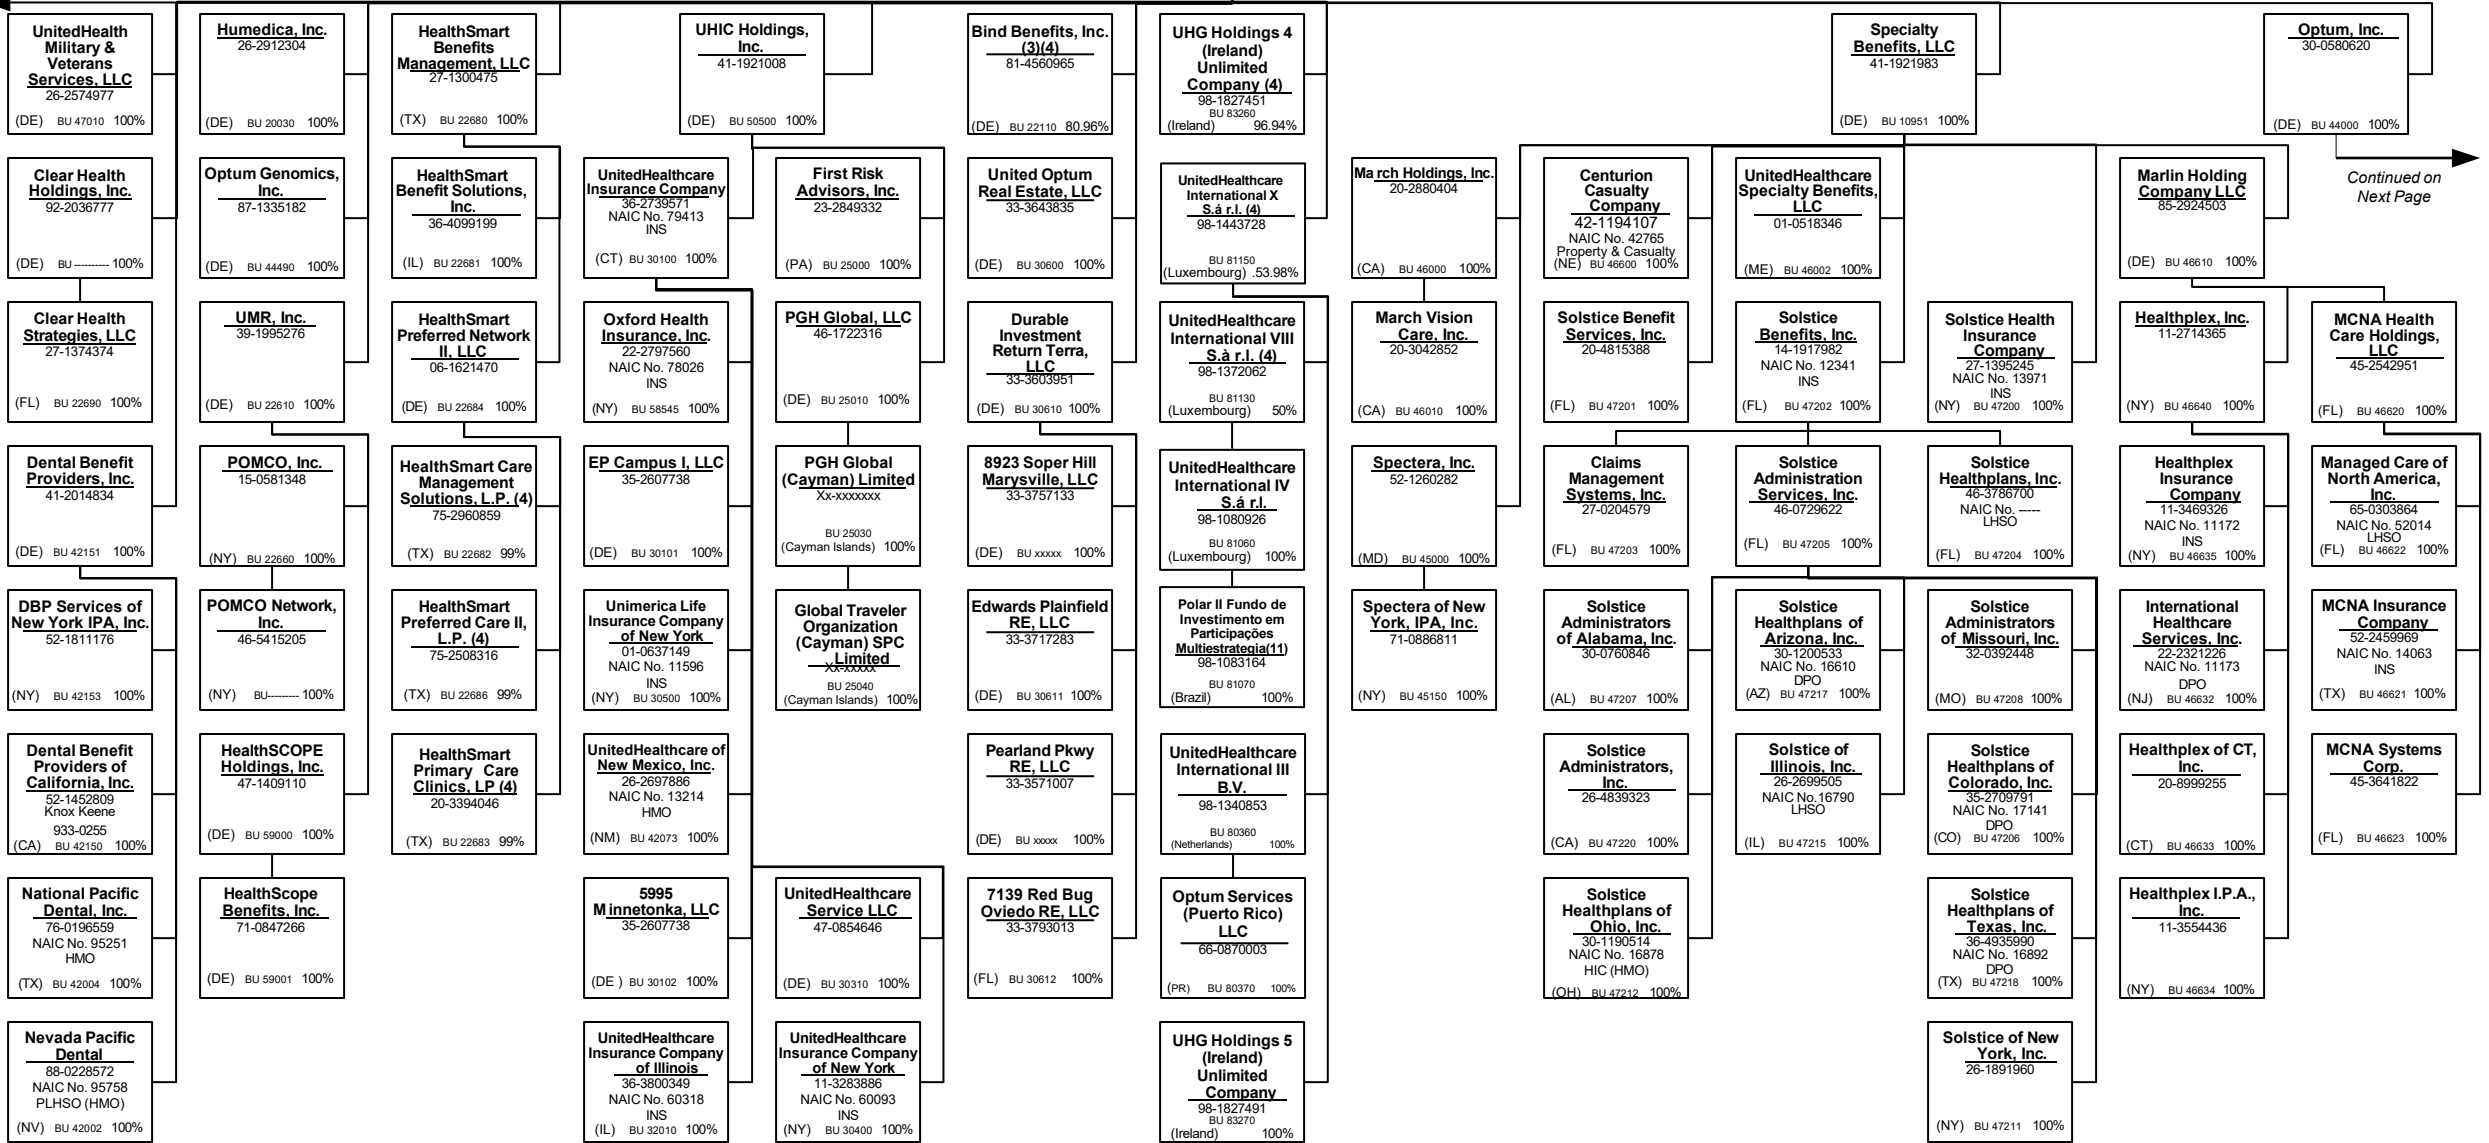 UnitedHealth
Military &
Veterans
Services, LLC
26-2574977
(DE) BU 47010 100%
Humedica, Inc.
26-2912304
(DE) BU 20030 100%
HealthSmart
Benefits
Management, LLC
27-1300475
(TX) BU 22680 100%
UHIC Holdings,
Inc.
41-1921008
(DE) BU 50500 100%
Bind Benefits, Inc.
(3)(4)
81-4560965
(DE) BU 22110 80.96%
UHG Holdings 4
(Ireland)
Unlimited
Company (4)
98-1827451
BU 83260
(Ireland) 96.94%
Specialty
Benefits, LLC
41-1921983
(DE) BU 10951 100%
Optum, Inc.
30-0580620
(DE) BU 44000 100%
Clear Health
Holdings, Inc.
92-2036777
(DE) BU ---------- 100%
Optum Genomics,
Inc.
87-1335182
(DE) BU 44490 100%
HealthSmart
Benefit Solutions,
Inc.
36-4099199
(IL) BU 22681 100%
UnitedHealthcare
Insurance Company
36-2739571
NAIC No. 79413
INS
(CT) BU 30100 100%
First Risk
Advisors, Inc.
23-2849332
(PA) BU 25000 100%
United Optum
Real Estate, LLC
33-3643835
(DE) BU 30600 100%
UnitedHealthcare
International X
S.á r.l. (4)
98-1443728
BU 81150
(Luxembourg) .53.98%
Ma rch Holdings, Inc.
20-2880404
(CA) BU 46000 100%
Centurion
Casualty
Company
42-1194107
NAIC No. 42765
Property & Casualty
(NE) BU 46600 100%
UnitedHealthcare
Specialty Benefits,
LLC
01-0518346
(ME) BU 46002 100%
Marlin Holding
Company LLC
85-2924503
(DE) BU 46610 100%
Continued on
Next Page
Clear Health
Strategies, LLC
27-1374374
(FL) BU 22690 100%
UMR, Inc.
39-1995276
(DE) BU 22610 100%
HealthSmart
Preferred Network
II, LLC
06-1621470
(DE) BU 22684 100%
Oxford Health
Insurance, Inc.
22-2797560
NAIC No. 78026
INS
(NY) BU 58545 100%
PGH Global, LLC
46-1722316
(DE) BU 25010 100%
Durable
Investment
Return Terra,
LLC
33-3603951
(DE) BU 30610 100%
UnitedHealthcare
International VIII
S.à r.l. (4)
98-1372062
BU 81130
(Luxembourg) 50%
March Vision
Care, Inc.
20-3042852
(CA) BU 46010 100%
Solstice Benefit
Services, Inc.
20-4815388
(FL) BU 47201 100%
Solstice
Benefits, Inc.
14-1917982
NAIC No. 12341
INS
(FL) BU 47202 100%
Solstice Health
Insurance
Company
27-1395245
NAIC No. 13971
INS
(NY) BU 47200 100%
Healthplex, Inc.
11-2714365
(NY) BU 46640 100%
MCNA Health
Care Holdings,
LLC
45-2542951
(FL) BU 46620 100%
Dental Benefit
Providers, Inc.
41-2014834
(DE) BU 42151 100%
POMCO, Inc.
15-0581348
(NY) BU 22660 100%
HealthSmart Care
Management
Solutions, L.P. (4)
75-2960859
(TX) BU 22682 99%
EP Campus I, LLC
35-2607738
(DE) BU 30101 100%
PGH Global
(Cayman) Limited
Xx-xxxxxxx
BU 25030
(Cayman Islands) 100%
8923 Soper Hill
Marysville, LLC
33-3757133
(DE) BU xxxxx 100%
UnitedHealthcare
International IV
S.á r.l.
98-1080926
BU 81060
(Luxembourg) 100%
Spectera, Inc.
52-1260282
(MD) BU 45000 100%
Claims
Management
Systems, Inc.
27-0204579
(FL) BU 47203 100%
Solstice
Administration
Services, Inc.
46-0729622
(FL) BU 47205 100%
Solstice
Healthplans, Inc.
46-3786700
NAIC No. -----
LHSO
(FL) BU 47204 100%
Healthplex
Insurance
Company
11-3469326
NAIC No. 11172
INS
(NY) BU 46635 100%
Managed Care of
North America,
Inc.
65-0303864
NAIC No. 52014
LHSO
(FL) BU 46622 100%
DBP Services of
New York IPA, Inc.
52-1811176
(NY) BU 42153 100%
POMCO Network,
Inc.
46-5415205
(NY) BU--------- 100%
HealthSmart
Preferred Care II,
L.P. (4)
75-2508316
(TX) BU 22686 99%
Unimerica Life
Insurance Company
of New York
01-0637149
NAIC No. 11596
INS
(NY) BU 30500 100%
Global Traveler
Organization
(Cayman) SPC
Limited
Xx-xxxxx
BU 25040
(Cayman Islands) 100%
Edwards Plainfield
RE, LLC
33-3717283
(DE) BU 30611 100%
Polar II Fundo de
Investimento em
Participações
Multiestrategia(11)
98-1083164
BU 81070
(Brazil) 100%
Spectera of New
York, IPA, Inc.
71-0886811
(NY) BU 45150 100%
Solstice
Administrators
of Alabama, Inc.
30-0760846
(AL) BU 47207 100%
Solstice
Healthplans of
Arizona, Inc.
30-1200533
NAIC No. 16610
DPO
(AZ) BU 47217 100%
Solstice
Administrators
of Missouri, Inc.
32-0392448
(MO) BU 47208 100%
International
Healthcare
Services, Inc.
22-2321226
NAIC No. 11173
DPO
(NJ) BU 46632 100%
MCNA Insurance
Company
52-2459969
NAIC No. 14063
INS
(TX) BU 46621 100%
Dental Benefit
Providers of
California, Inc.
52-1452809
Knox Keene
933-0255
(CA) BU 42150 100%
HealthSCOPE
Holdings, Inc.
47-1409110
(DE) BU 59000 100%
HealthSmart
Primary Care
Clinics, LP (4)
20-3394046
(TX) BU 22683 99%
UnitedHealthcare of
New Mexico, Inc.
26-2697886
NAIC No. 13214
HMO
(NM) BU 42073 100%
Pearland Pkwy
RE, LLC
33-3571007
(DE) BU xxxxx 100%
UnitedHealthcare
International III
B.V.
98-1340853
BU 80360
(Netherlands) 100%
Solstice
Administrators,
Inc.
26-4839323
(CA) BU 47220 100%
Solstice of
Illinois, Inc.
26-2699505
NAIC No.16790
LHSO
(IL) BU 47215 100%
Solstice
Healthplans of
Colorado, Inc.
35-2709791
NAIC No. 17141
DPO
(CO) BU 47206 100%
Healthplex of CT,
Inc.
20-8999255
(CT) BU 46633 100%
MCNA Systems
Corp.
45-3641822
(FL) BU 46623 100%
National Pacific
Dental, Inc.
76-0196559
NAIC No. 95251
HMO
(TX) BU 42004 100%
HealthScope
Benefits, Inc.
71-0847266
(DE) BU 59001 100%
5995
Minnetonka, LLC
35-2607738
(DE ) BU 30102 100%
UnitedHealthcare
Service LLC
47-0854646
(DE) BU 30310 100%
7139 Red Bug
Oviedo RE, LLC
33-3793013
(FL) BU 30612 100%
Optum Services
(Puerto Rico)
LLC
66-0870003
(PR) BU 80370 100%
Solstice
Healthplans of
Ohio, Inc.
30-1190514
NAIC No. 16878
HIC (HMO)
(OH) BU 47212 100%
Solstice
Healthplans of
Texas, Inc.
36-4935990
NAIC No. 16892
DPO
(TX) BU 47218 100%
Healthplex I.P.A.,
Inc.
11-3554436
(NY) BU 46634 100%
Nevada Pacific
Dental
88-0228572
NAIC No. 95758
PLHSO (HMO)
(NV) BU 42002 100%
UnitedHealthcare
Insurance Company
of Illinois
36-3800349
NAIC No. 60318
INS
(IL) BU 32010 100%
UnitedHealthcare
Insurance Company
of New York
11-3283886
NAIC No. 60093
INS
(NY) BU 30400 100%
UHG Holdings 5
(Ireland)
Unlimited
Company
98-1827491
BU 83270
(Ireland) 100%
Solstice of New
York, Inc.
26-1891960
(NY) BU 47211 100%